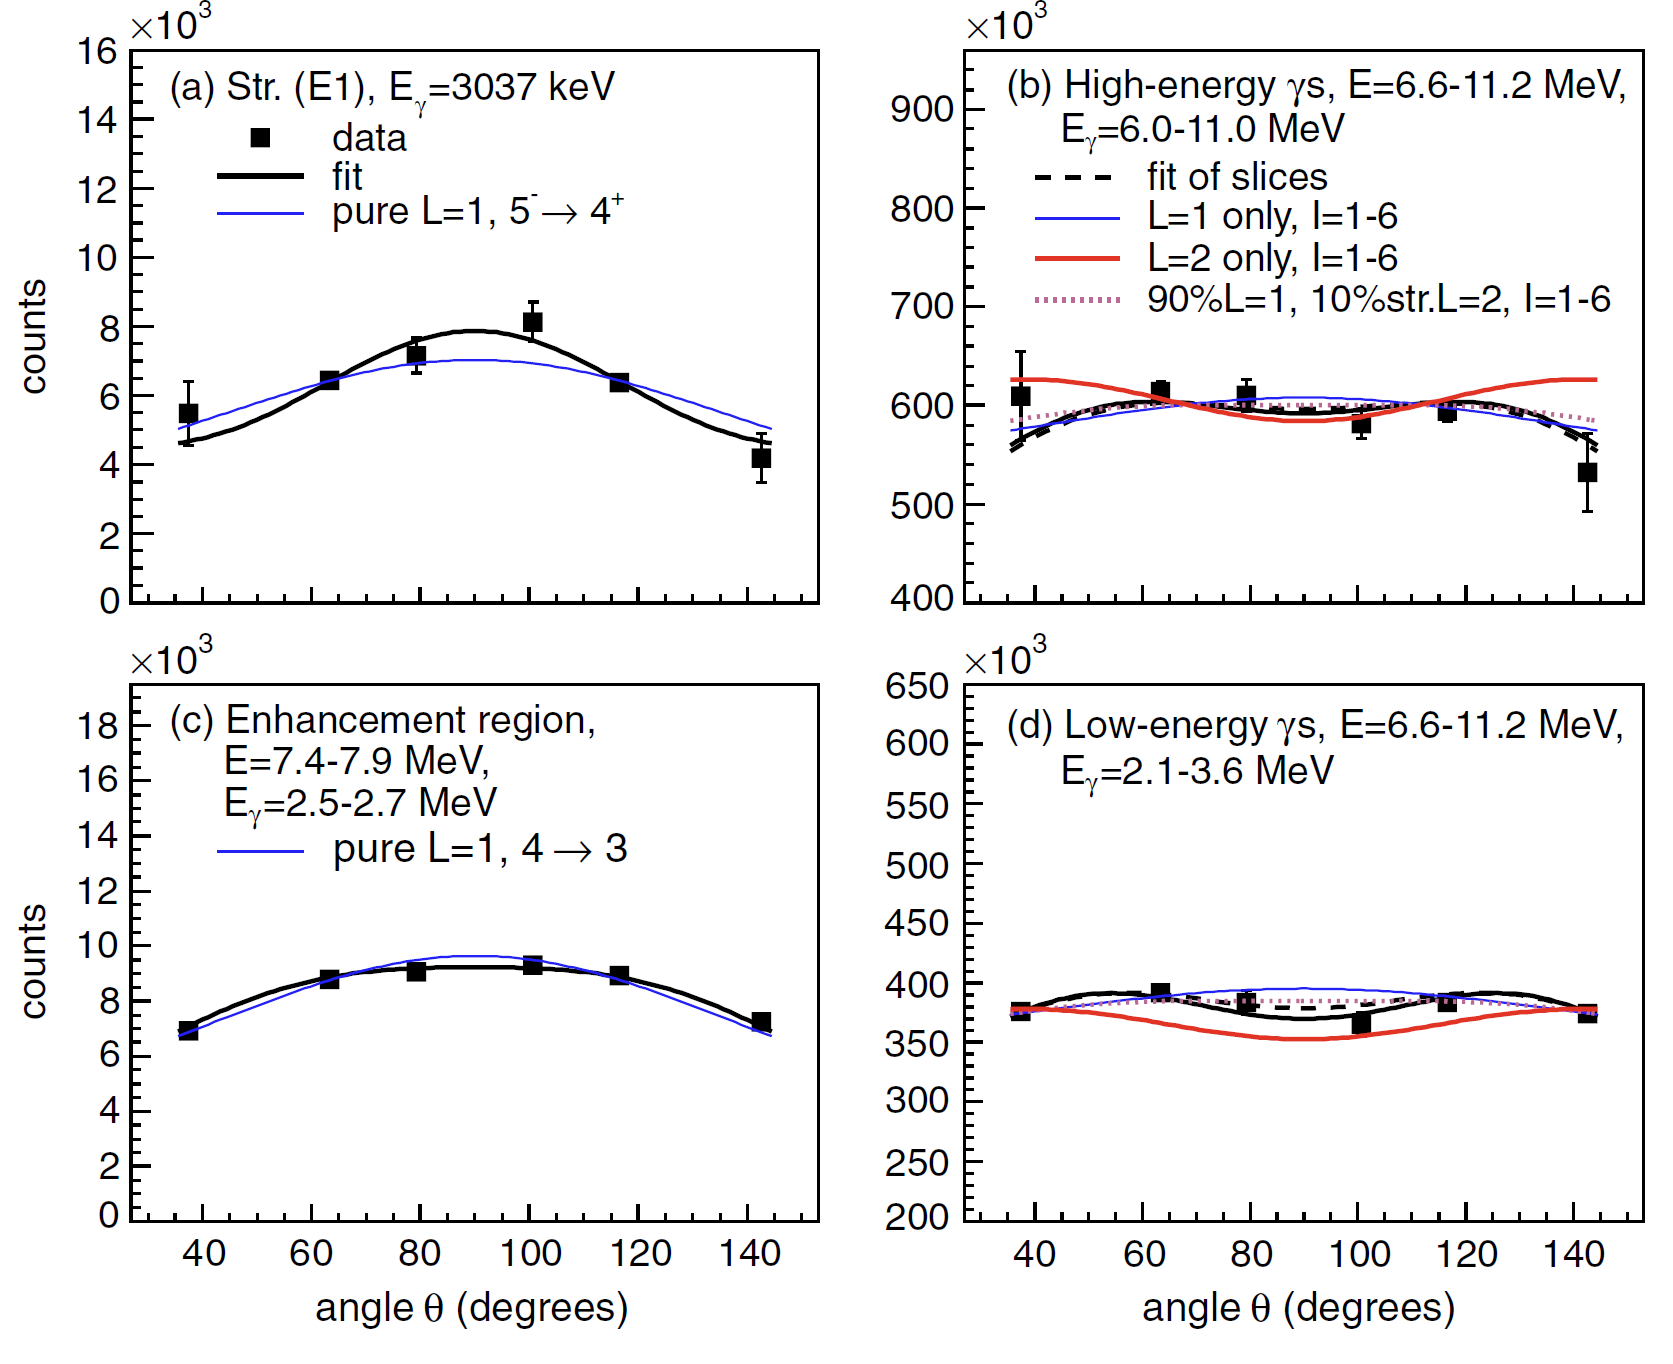 ×10³
16
14
12
10
8
6
4
2
0
counts
(a) Str. (E1), Eγ=3037 keV
data
fit
pure L=1, 5⁻→ 4⁺
×10³
900
800
700
600
500
400
(b) High-energy γs, E=6.6-11.2 MeV,
Eγ=6.0-11.0 MeV
fit of slices
L=1 only, I=1-6
L=2 only, I=1-6
90%L=1, 10%str.L=2, I=1-6
×10³
18
16
14
12
10
8
6
4
2
0
counts
(c) Enhancement region,
E=7.4-7.9 MeV,
Eγ=2.5-2.7 MeV
pure L=1, 4→3
40 60 80 100 120 140
angle θ (degrees)
×10³
650
600
550
500
450
400
350
300
250
200
(d) Low-energy γs, E=6.6-11.2 MeV,
Eγ=2.1-3.6 MeV
40 60 80 100 120 140
angle θ (degrees)